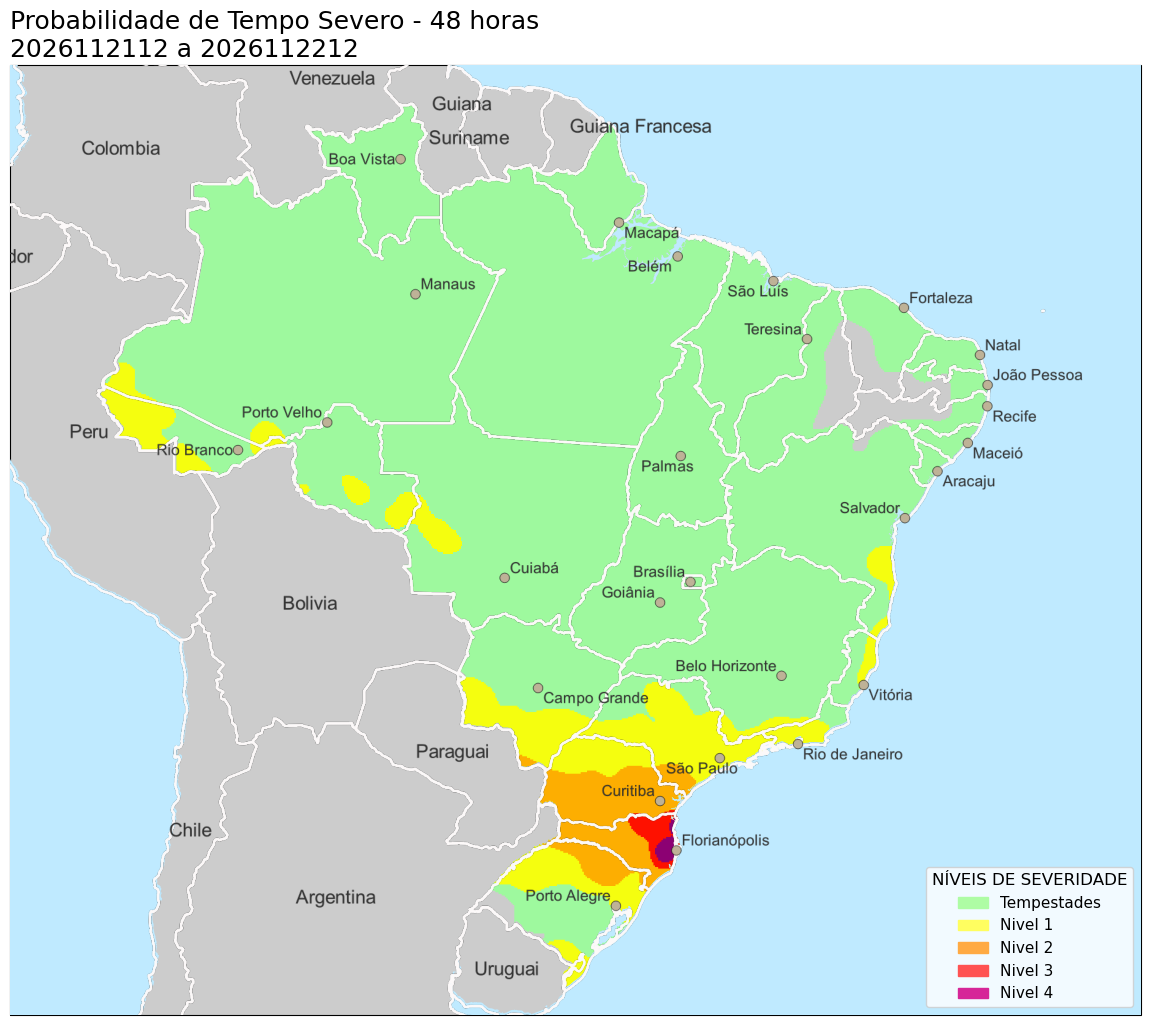 Probabilidade de Tempo Severo - 48 horas
2026112112 a 2026112212
Venezuela
Guiana
Guiana Francesa
Suriname
Colombia
Boa Vista
Macapá
dor
Belém
Manaus
São Luís
Fortaleza
Teresina
Natal
João Pessoa
Recife
Porto Velho
Peru
Rio Branco
Maceió
Palmas
Aracaju
Salvador
Cuiabá
Brasília
Goiânia
Bolivia
Belo Horizonte
Vitória
Campo Grande
Paraguai
Rio de Janeiro
São Paulo
Curitiba
Chile
Florianópolis
Argentina
Porto Alegre
Uruguai
NÍVEIS DE SEVERIDADE
Tempestades
Nivel 1
Nivel 2
Nivel 3
Nivel 4